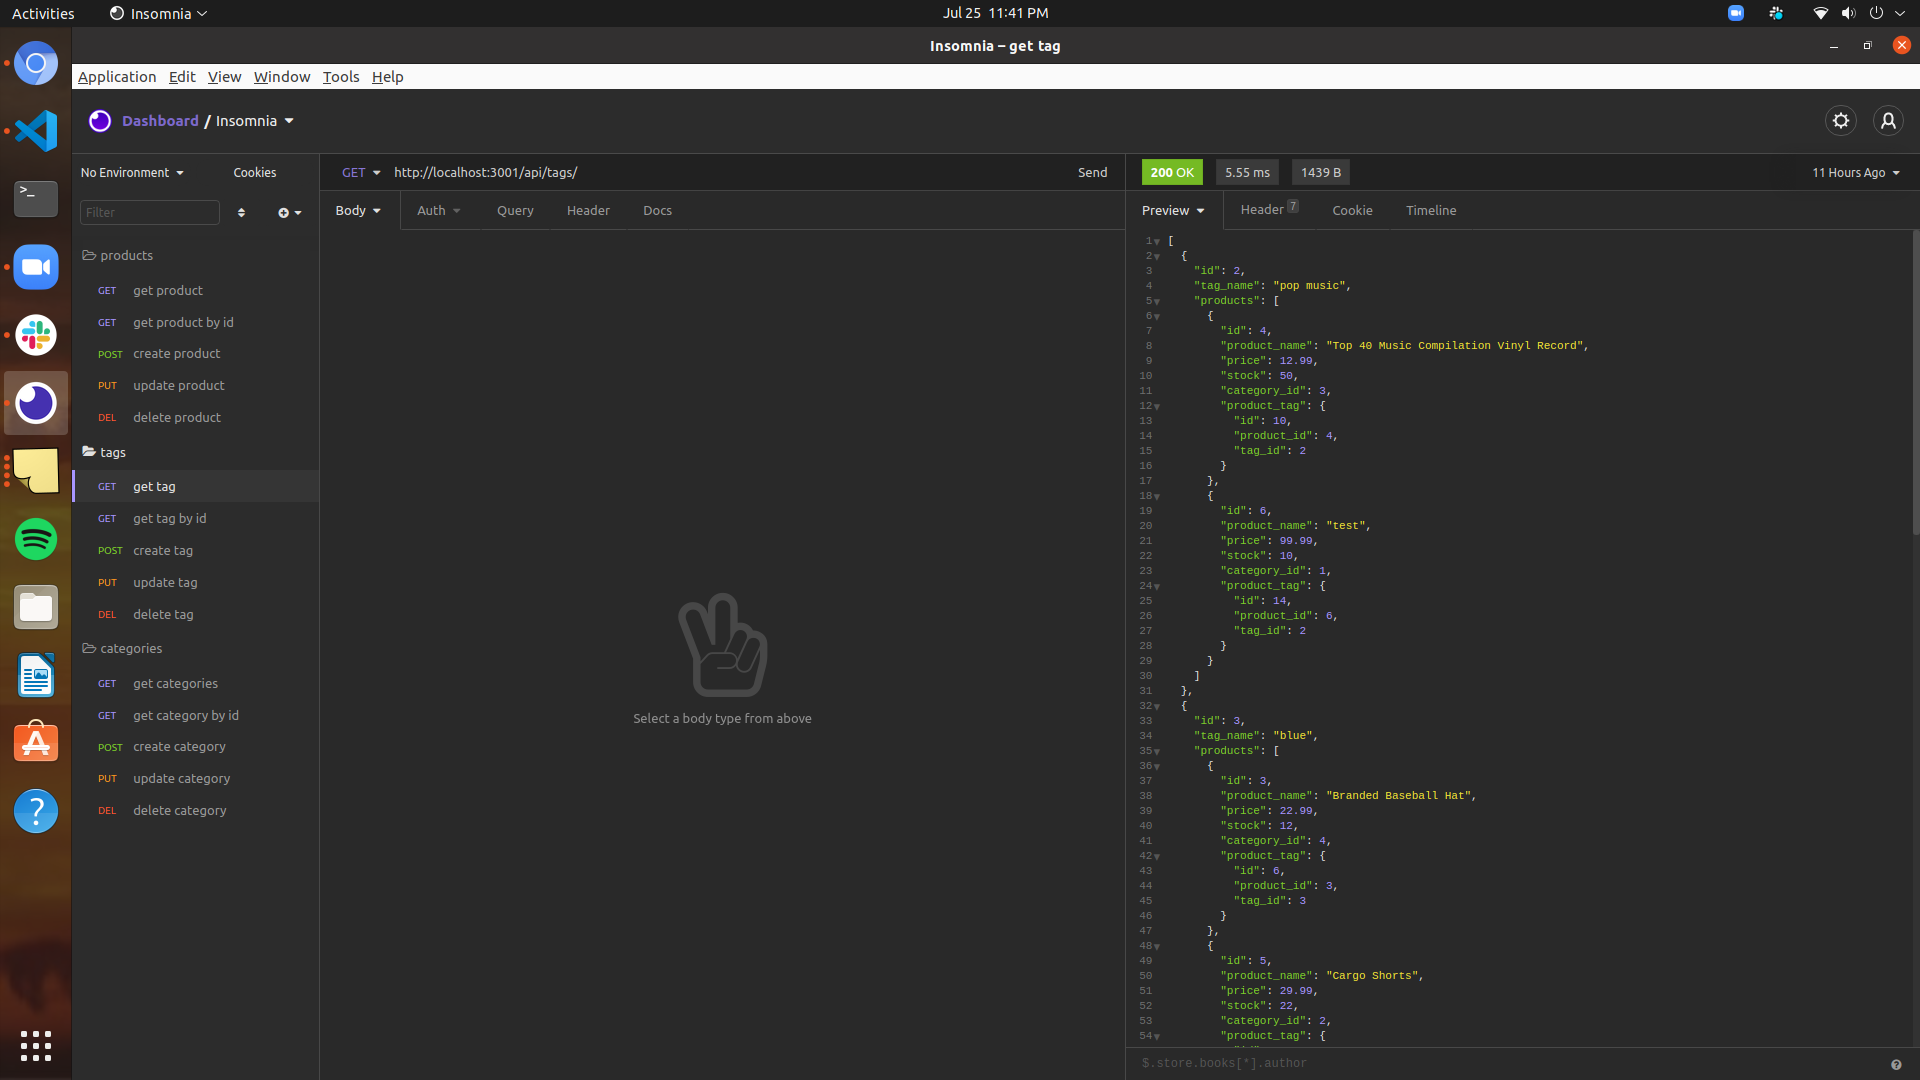 Activities
Insomnia
Jul 25 11:41 PM
Insomnia – get tag
Application Edit View Window Tools Help
Dashboard / Insomnia
No Environment
Cookies
Filter
products
GET get product
GET get product by id
POST create product
PUT update product
DEL delete product
tags
GET get tag
GET get tag by id
POST create tag
PUT update tag
DEL delete tag
categories
GET get categories
GET get category by id
POST create category
PUT update category
DEL delete category
GET http://localhost:3001/api/tags/ Send
Body Auth Query Header Docs
Select a body type from above
200 OK 5.55 ms 1439 B 11 Hours Ago
Preview Header 7 Cookie Timeline
1 [
2 {
3 "id": 2,
4 "tag_name": "pop music",
5 "products": [
6 {
7 "id": 4,
8 "product_name": "Top 40 Music Compilation Vinyl Record",
9 "price": 12.99,
10 "stock": 50,
11 "category_id": 3,
12 "product_tag": {
13 "id": 10,
14 "product_id": 4,
15 "tag_id": 2
16 }
17 },
18 {
19 "id": 6,
20 "product_name": "test",
21 "price": 99.99,
22 "stock": 10,
23 "category_id": 1,
24 "product_tag": {
25 "id": 14,
26 "product_id": 6,
27 "tag_id": 2
28 }
29 }
30 ]
31 },
32 {
33 "id": 3,
34 "tag_name": "blue",
35 "products": [
36 {
37 "id": 3,
38 "product_name": "Branded Baseball Hat",
39 "price": 22.99,
40 "stock": 12,
41 "category_id": 4,
42 "product_tag": {
43 "id": 6,
44 "product_id": 3,
45 "tag_id": 3
46 }
47 },
48 {
49 "id": 5,
50 "product_name": "Cargo Shorts",
51 "price": 29.99,
52 "stock": 22,
53 "category_id": 2,
54 "product_tag": {
$.store.books[*].author